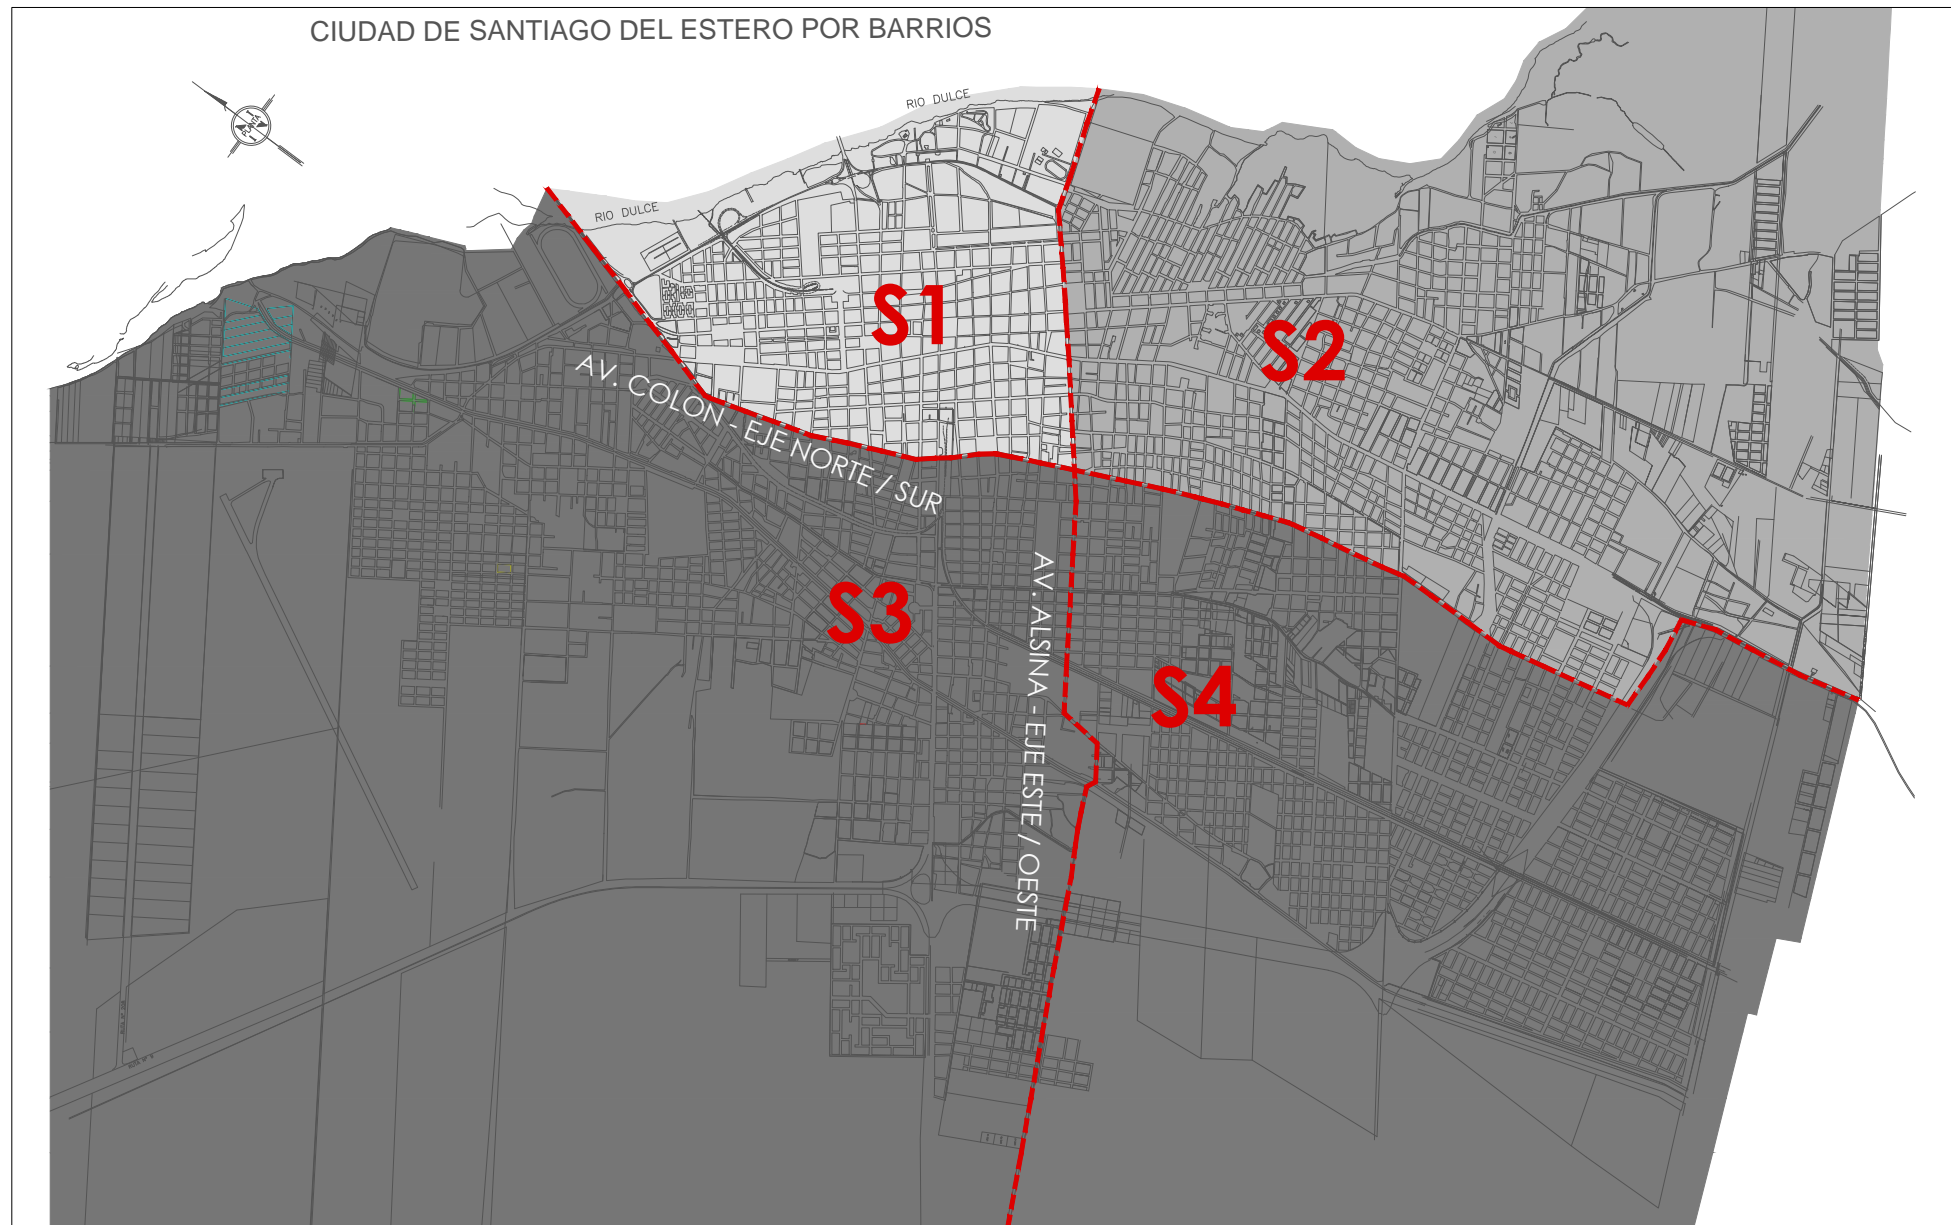 CIUDAD DE SANTIAGO DEL ESTERO POR BARRIOS
RIO DULCE
PUNTA
RIO DULCE
S1
S2
AV. COLON - EJE NORTE / SUR
S3
AV. ALSINA - EJE ESTE / OESTE
S4